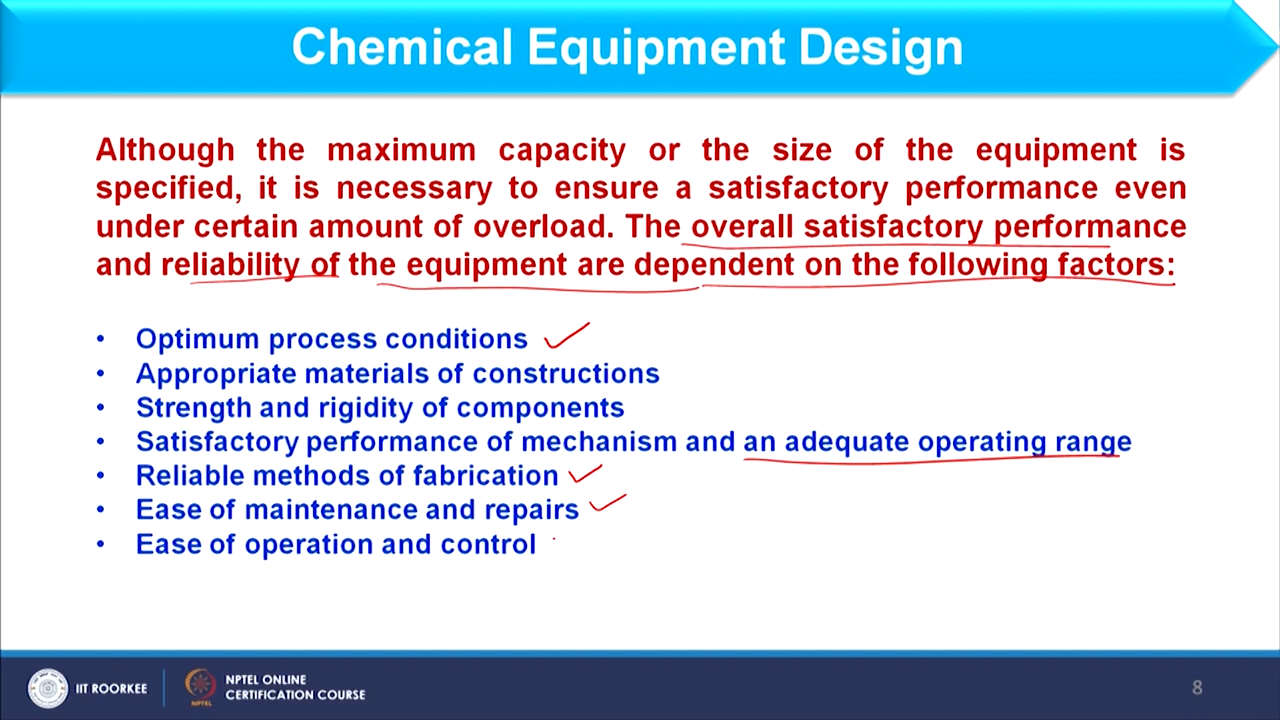 Chemical Equipment Design
Although the maximum capacity or the size of the equipment is
specified, it is necessary to ensure a satisfactory performance even
under certain amount of overload. The overall satisfactory performance
and reliability of the equipment are dependent on the following factors:
• Optimum process conditions
• Appropriate materials of constructions
• Strength and rigidity of components
• Satisfactory performance of mechanism and an adequate operating range
• Reliable methods of fabrication
• Ease of maintenance and repairs
• Ease of operation and control
IIT ROORKEE
NPTEL
NPTEL ONLINE
CERTIFICATION COURSE
8